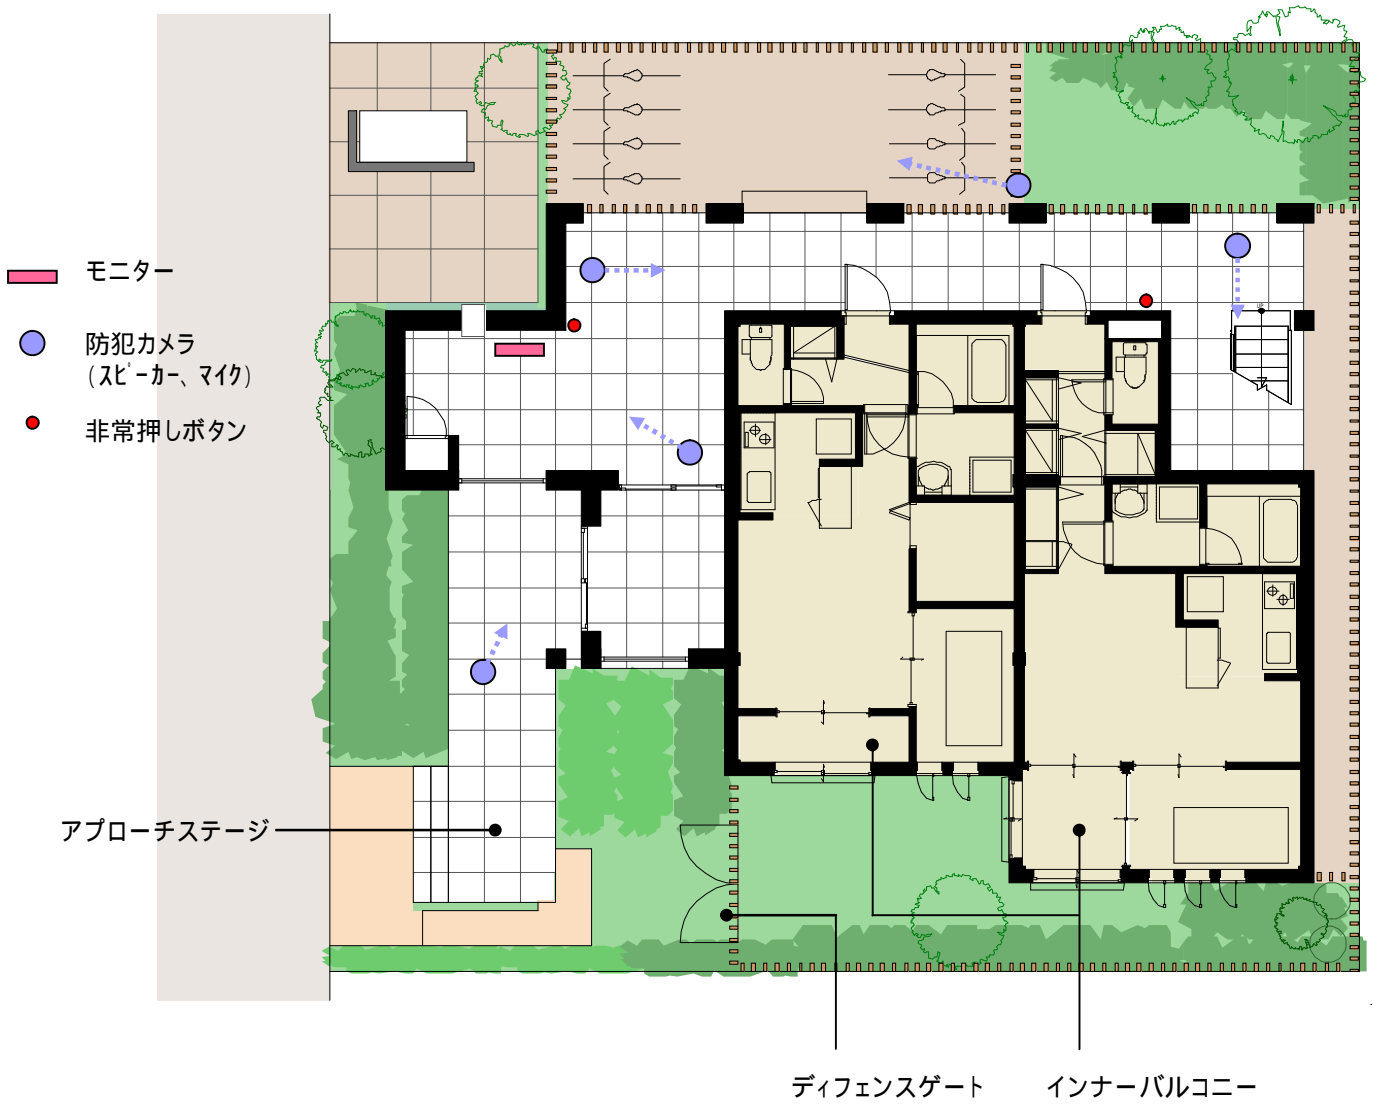 モニター
防犯カメラ
(スピーカー、マイク)
非常押しボタン
アプローチステージ
ディフェンスゲート
インナーバルコニー